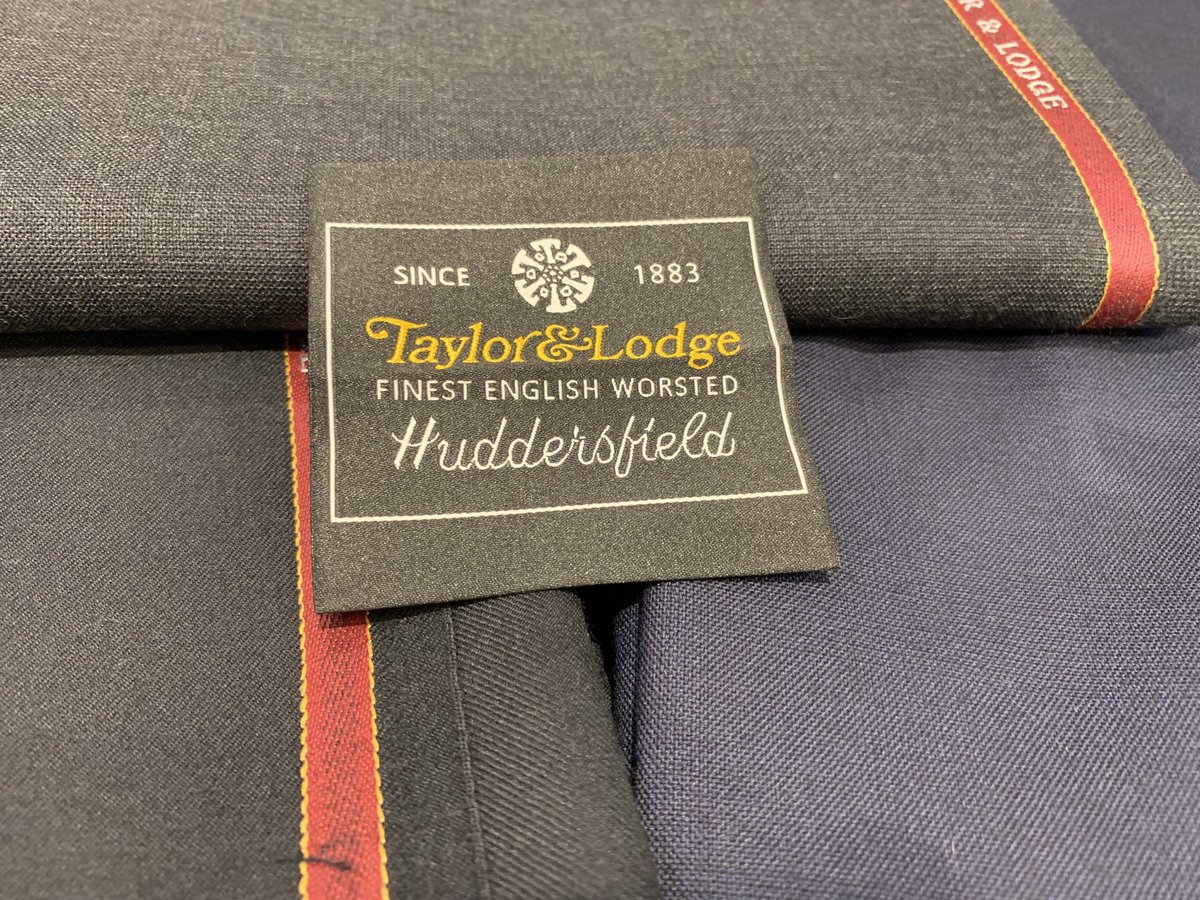 R & LODGE
SINCE 1883
Taylor&Lodge
FINEST ENGLISH WORSTED
Huddersfield